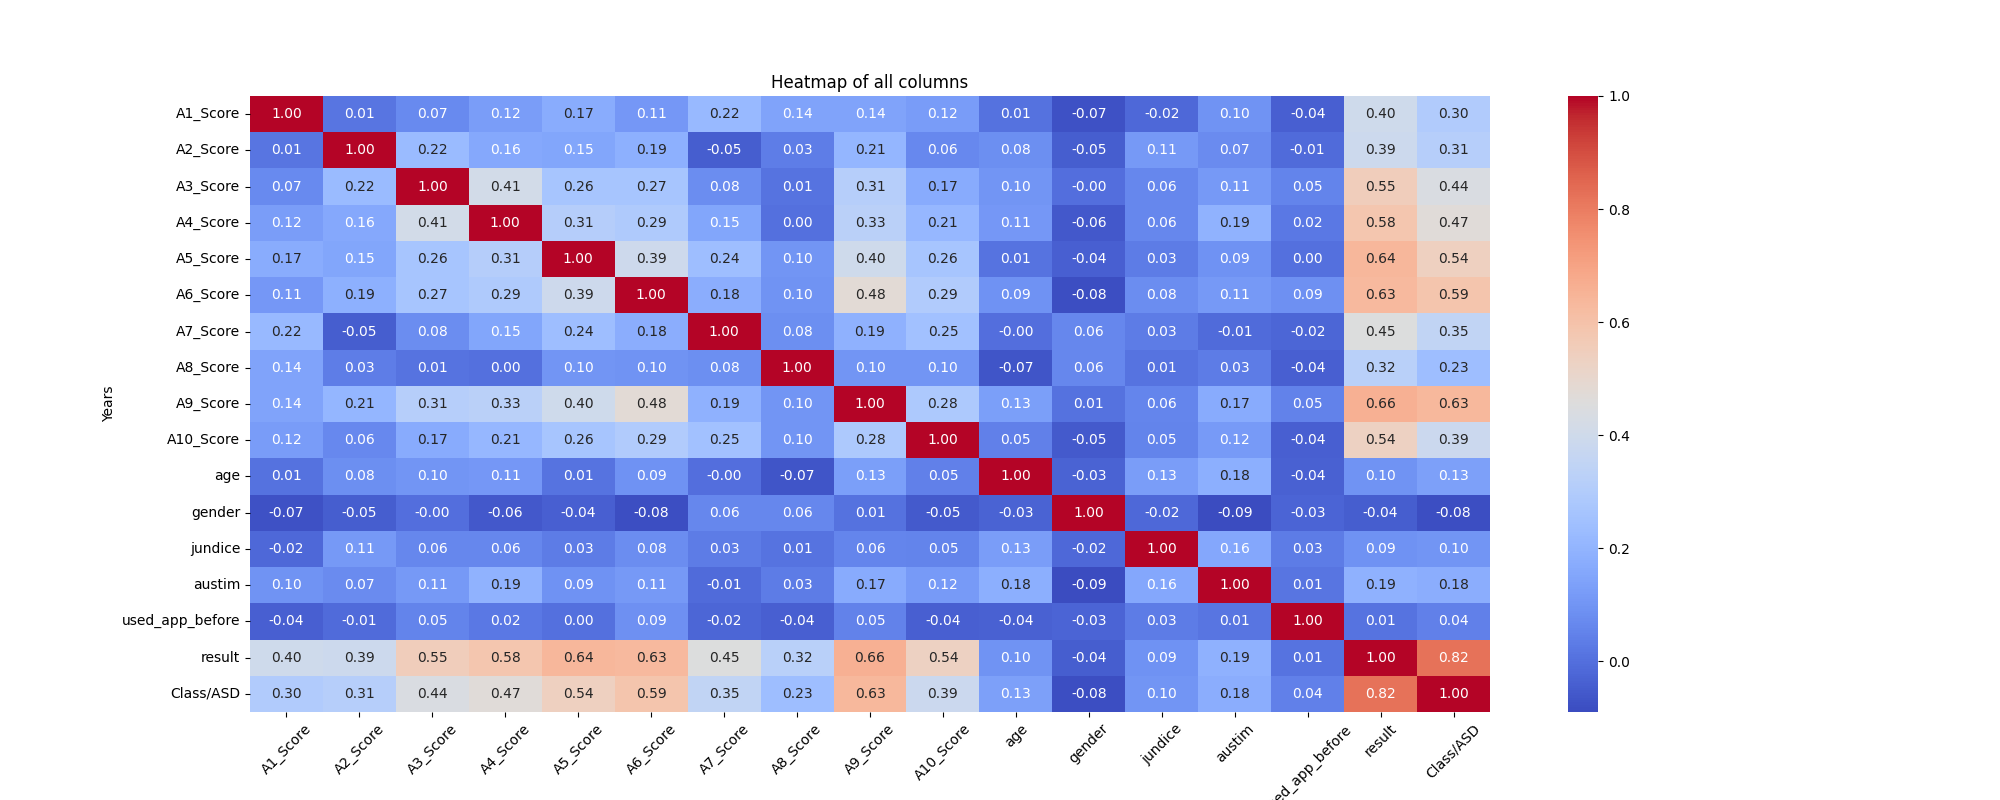 Heatmap of all columns
A1_Score 1.00 0.01 0.07 0.12 0.17 0.11 0.22 0.14 0.14 0.12 0.01 -0.07 -0.02 0.10 -0.04 0.40 0.30
A2_Score 0.01 1.00 0.22 0.16 0.15 0.19 -0.05 0.03 0.21 0.06 0.08 -0.05 0.11 0.07 -0.01 0.39 0.31
A3_Score 0.07 0.22 1.00 0.41 0.26 0.27 0.08 0.01 0.31 0.17 0.10 -0.00 0.06 0.11 0.05 0.55 0.44
A4_Score 0.12 0.16 0.41 1.00 0.31 0.29 0.15 0.00 0.33 0.21 0.11 -0.06 0.06 0.19 0.02 0.58 0.47
A5_Score 0.17 0.15 0.26 0.31 1.00 0.39 0.24 0.10 0.40 0.26 0.01 -0.04 0.03 0.09 0.00 0.64 0.54
A6_Score 0.11 0.19 0.27 0.29 0.39 1.00 0.18 0.10 0.48 0.29 0.09 -0.08 0.08 0.11 0.09 0.63 0.59
A7_Score 0.22 -0.05 0.08 0.15 0.24 0.18 1.00 0.08 0.19 0.25 -0.00 0.06 0.03 -0.01 -0.02 0.45 0.35
A8_Score 0.14 0.03 0.01 0.00 0.10 0.10 0.08 1.00 0.10 0.10 -0.07 0.06 0.01 0.03 -0.04 0.32 0.23
A9_Score 0.14 0.21 0.31 0.33 0.40 0.48 0.19 0.10 1.00 0.28 0.13 0.01 0.06 0.17 0.05 0.66 0.63
A10_Score 0.12 0.06 0.17 0.21 0.26 0.29 0.25 0.10 0.28 1.00 0.05 -0.05 0.05 0.12 -0.04 0.54 0.39
age 0.01 0.08 0.10 0.11 0.01 0.09 -0.00 -0.07 0.13 0.05 1.00 -0.03 0.13 0.18 -0.04 0.10 0.13
gender -0.07 -0.05 -0.00 -0.06 -0.04 -0.08 0.06 0.06 0.01 -0.05 -0.03 1.00 -0.02 -0.09 -0.03 -0.04 -0.08
jundice -0.02 0.11 0.06 0.06 0.03 0.08 0.03 0.01 0.06 0.05 0.13 -0.02 1.00 0.16 0.03 0.09 0.10
austim 0.10 0.07 0.11 0.19 0.09 0.11 -0.01 0.03 0.17 0.12 0.18 -0.09 0.16 1.00 0.01 0.19 0.18
used_app_before -0.04 -0.01 0.05 0.02 0.00 0.09 -0.02 -0.04 0.05 -0.04 -0.04 -0.03 0.03 0.01 1.00 0.01 0.04
result 0.40 0.39 0.55 0.58 0.64 0.63 0.45 0.32 0.66 0.54 0.10 -0.04 0.09 0.19 0.01 1.00 0.82
Class/ASD 0.30 0.31 0.44 0.47 0.54 0.59 0.35 0.23 0.63 0.39 0.13 -0.08 0.10 0.18 0.04 0.82 1.00
Years
A1_Score A2_Score A3_Score A4_Score A5_Score A6_Score A7_Score A8_Score A9_Score A10_Score age gender jundice austim ed_app_before result Class/ASD
1.0
0.8
0.6
0.4
0.2
0.0